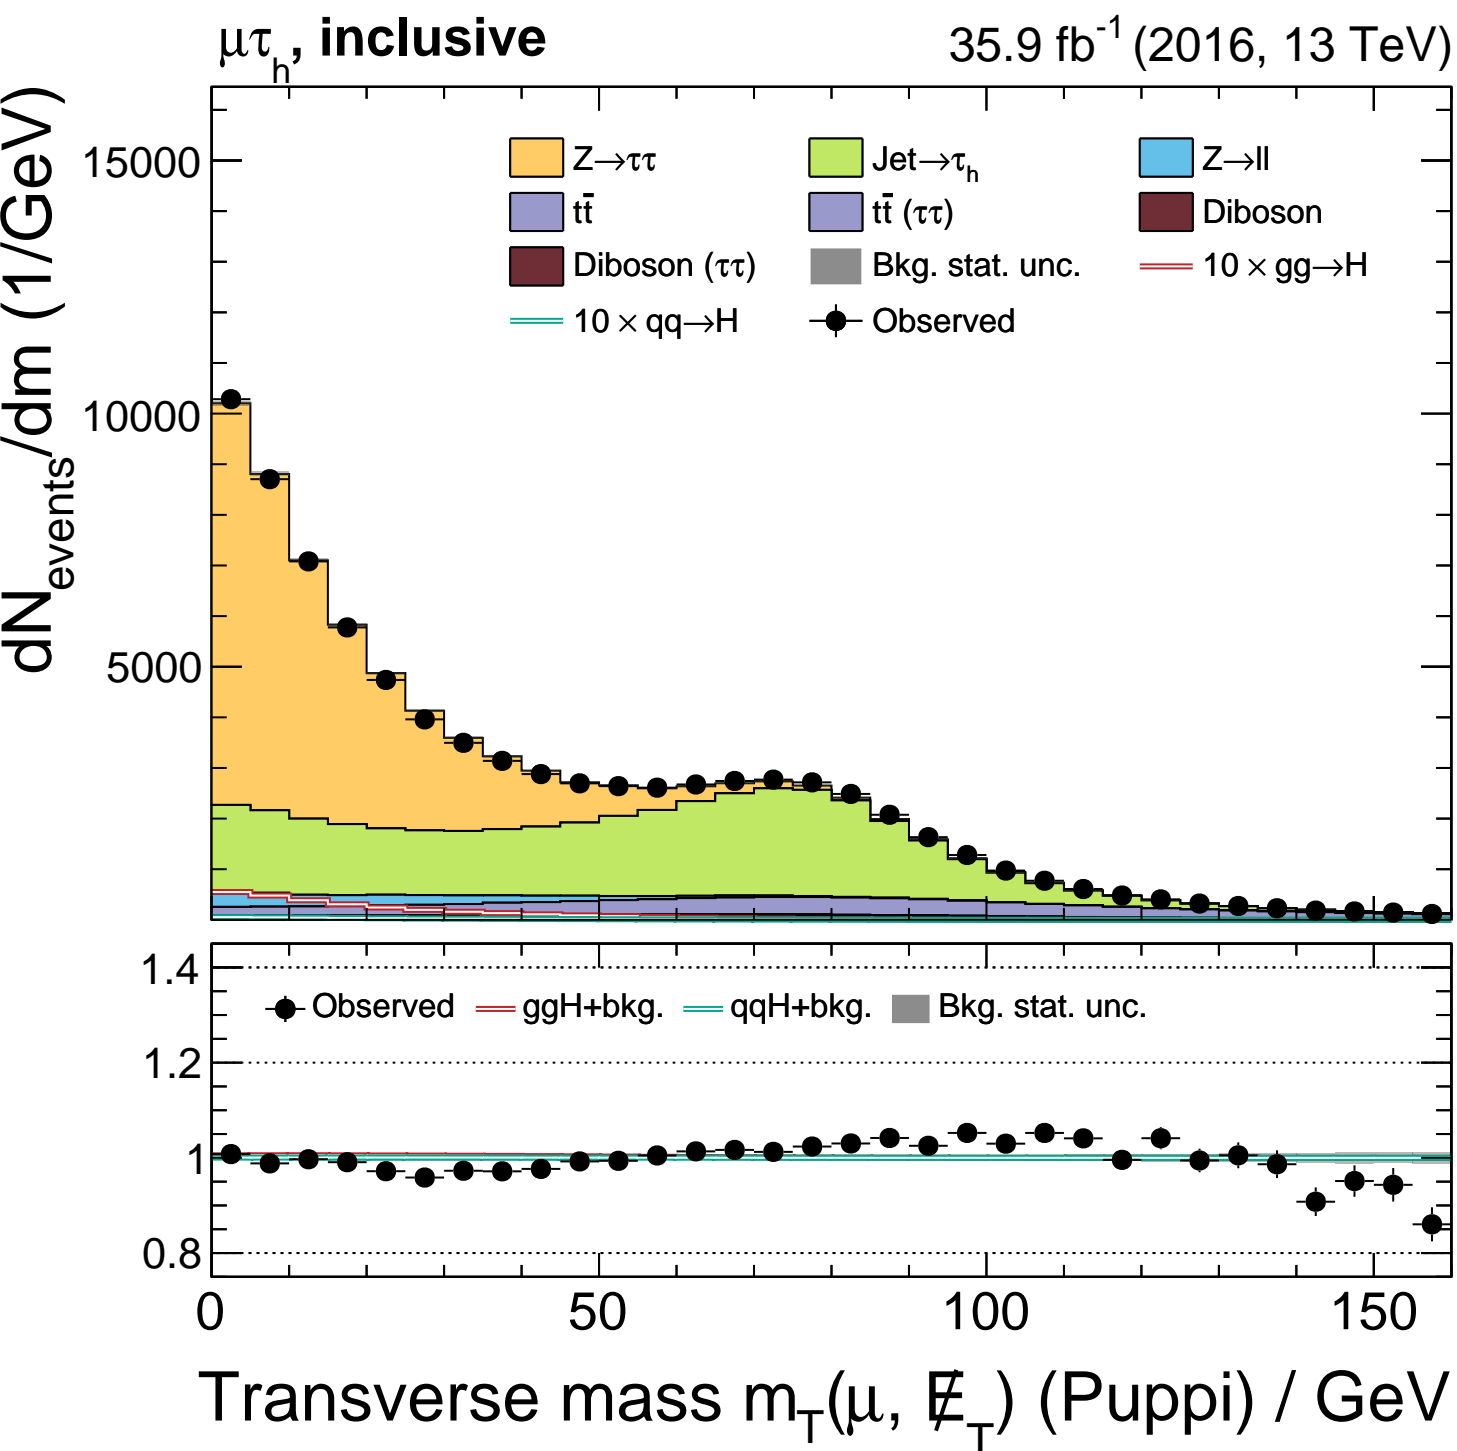 μτh, inclusive 35.9 fb-1 (2016, 13 TeV)
dNevents/dm (1/GeV)
15000
10000
5000
Z→ττ Jet→τh Z→ll
tt̄ tt̄ (ττ) Diboson
Diboson (ττ) Bkg. stat. unc. 10 × gg→H
10 × qq→H Observed
1.4
1.2
1
0.8
Observed ggH+bkg. qqH+bkg. Bkg. stat. unc.
0 50 100 150
Transverse mass mT(μ, E̸T) (Puppi) / GeV